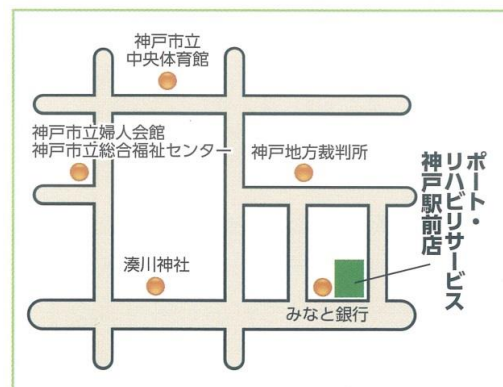 神戸市立
中央体育館
神戸市立婦人会館
神戸市立総合福祉センター
神戸地方裁判所
ポート・
リハビリサービス
神戸駅前店
湊川神社
みなと銀行